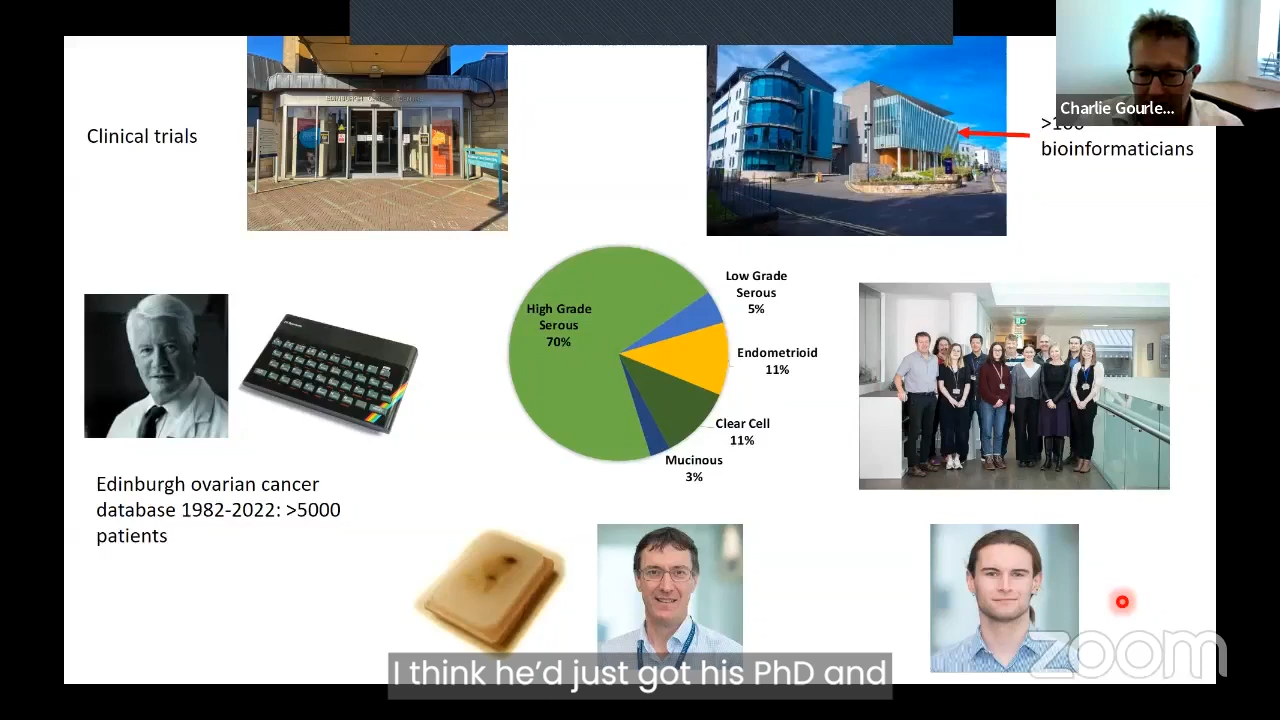 Clinical trials
Charlie Gourle...
bioinformaticians
High Grade
Serous
70%
Low Grade
Serous
5%
Endometrioid
11%
Clear Cell
11%
Mucinous
3%
Edinburgh ovarian cancer
database 1982-2022: >5000
patients
I think he'd just got his PhD and
zoom